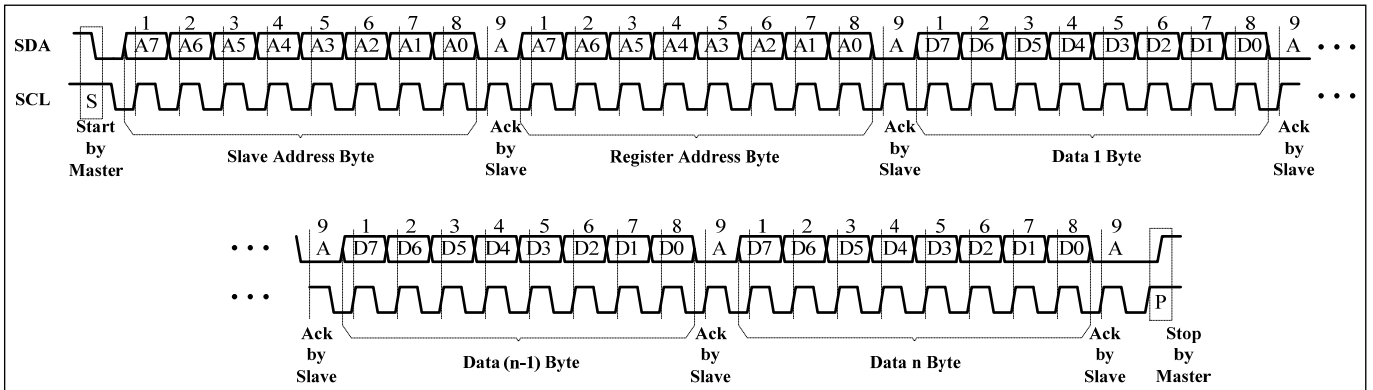 1 2 3 4 5 6 7 8 9 1 2 3 4 5 6 7 8 9 1 2 3 4 5 6 7 8 9
SDA A7 A6 A5 A4 A3 A2 A1 A0 A A7 A6 A5 A4 A3 A2 A1 A0 A D7 D6 D5 D4 D3 D2 D1 D0 A • • •
SCL S • • •
Start by Master
Slave Address Byte
Ack by Slave
Register Address Byte
Ack by Slave
Data 1 Byte
Ack by Slave
9 1 2 3 4 5 6 7 8 9 1 2 3 4 5 6 7 8 9
• • • A D7 D6 D5 D4 D3 D2 D1 D0 A D7 D6 D5 D4 D3 D2 D1 D0 A
• • • P
Ack by Slave
Data (n-1) Byte
Ack by Slave
Data n Byte
Ack by Slave
Stop by Master